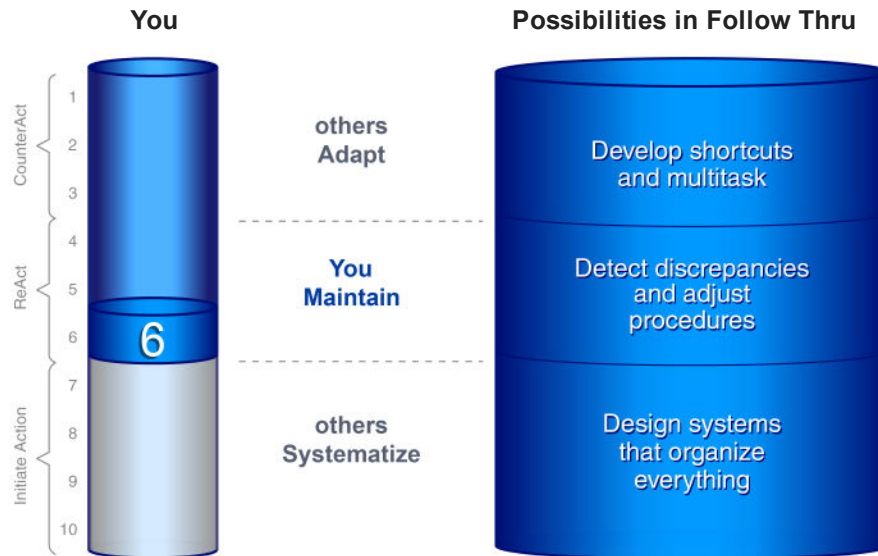 You
Possibilities in Follow Thru
CounterAct
1
2
3
others
Adapt
Develop shortcuts
and multitask
ReAct
4
5
6
6
You
Maintain
Detect discrepancies
and adjust
procedures
Initiate Action
7
8
9
10
others
Systematize
Design systems
that organize
everything